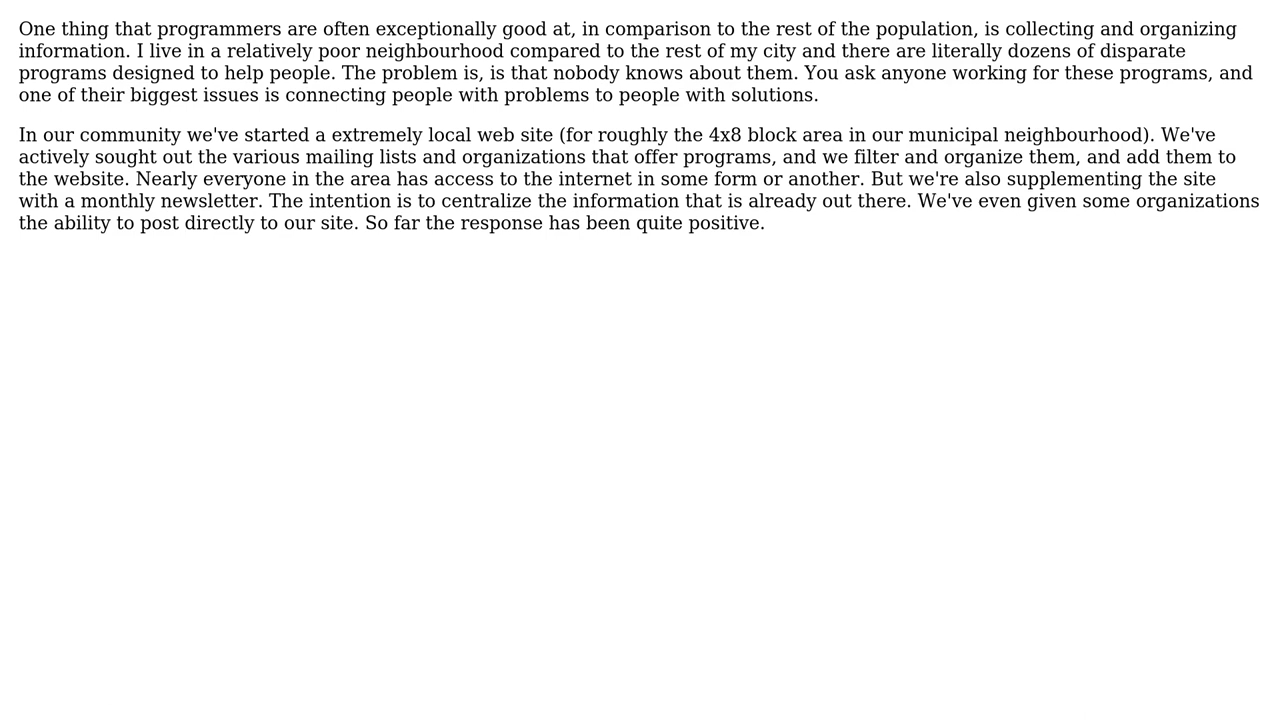 One thing that programmers are often exceptionally good at, in comparison to the rest of the population, is collecting and organizing
information. I live in a relatively poor neighbourhood compared to the rest of my city and there are literally dozens of disparate
programs designed to help people. The problem is, is that nobody knows about them. You ask anyone working for these programs, and
one of their biggest issues is connecting people with problems to people with solutions.
In our community we've started a extremely local web site (for roughly the 4x8 block area in our municipal neighbourhood). We've
actively sought out the various mailing lists and organizations that offer programs, and we filter and organize them, and add them to
the website. Nearly everyone in the area has access to the internet in some form or another. But we're also supplementing the site
with a monthly newsletter. The intention is to centralize the information that is already out there. We've even given some organizations
the ability to post directly to our site. So far the response has been quite positive.